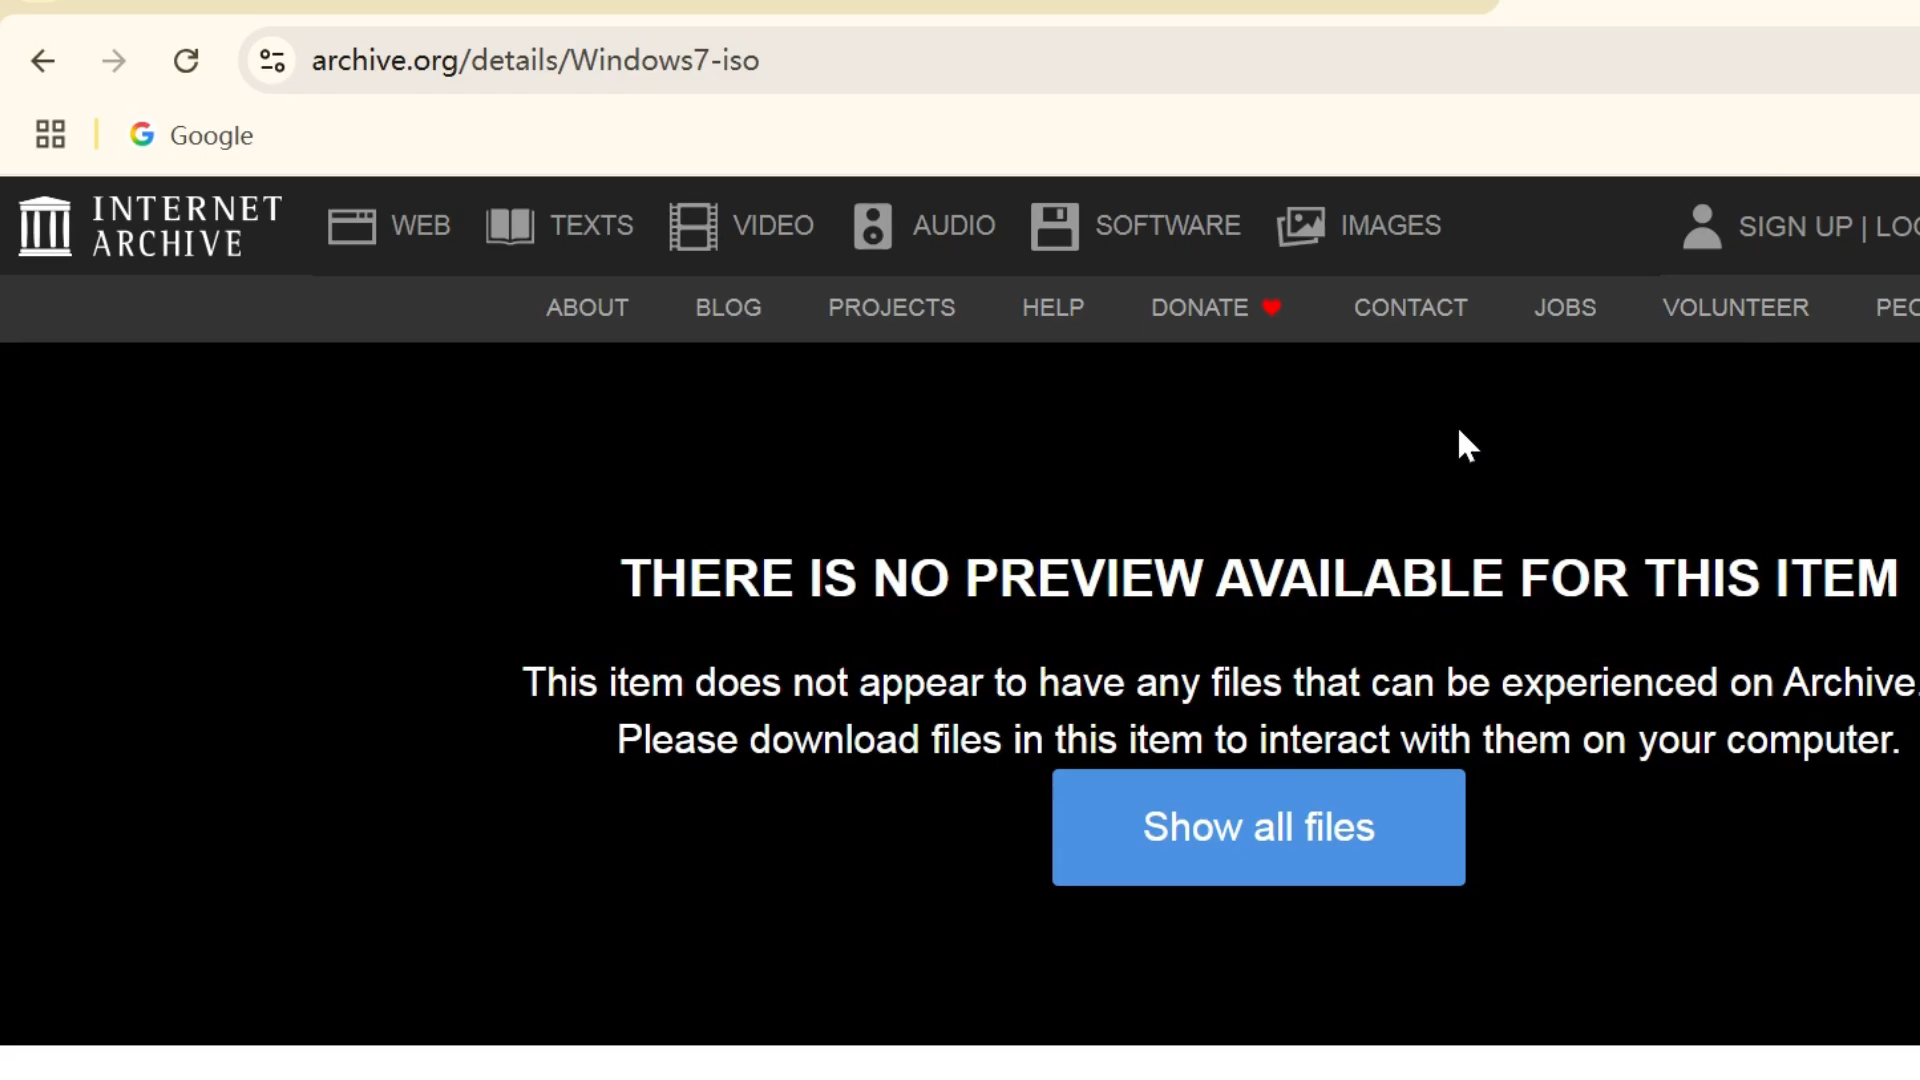 archive.org/details/Windows7-iso
Google
INTERNET ARCHIVE
WEB TEXTS VIDEO AUDIO SOFTWARE IMAGES SIGN UP | LOG
ABOUT BLOG PROJECTS HELP DONATE CONTACT JOBS VOLUNTEER
THERE IS NO PREVIEW AVAILABLE FOR THIS ITEM
This item does not appear to have any files that can be experienced on Archive.
Please download files in this item to interact with them on your computer.
Show all files